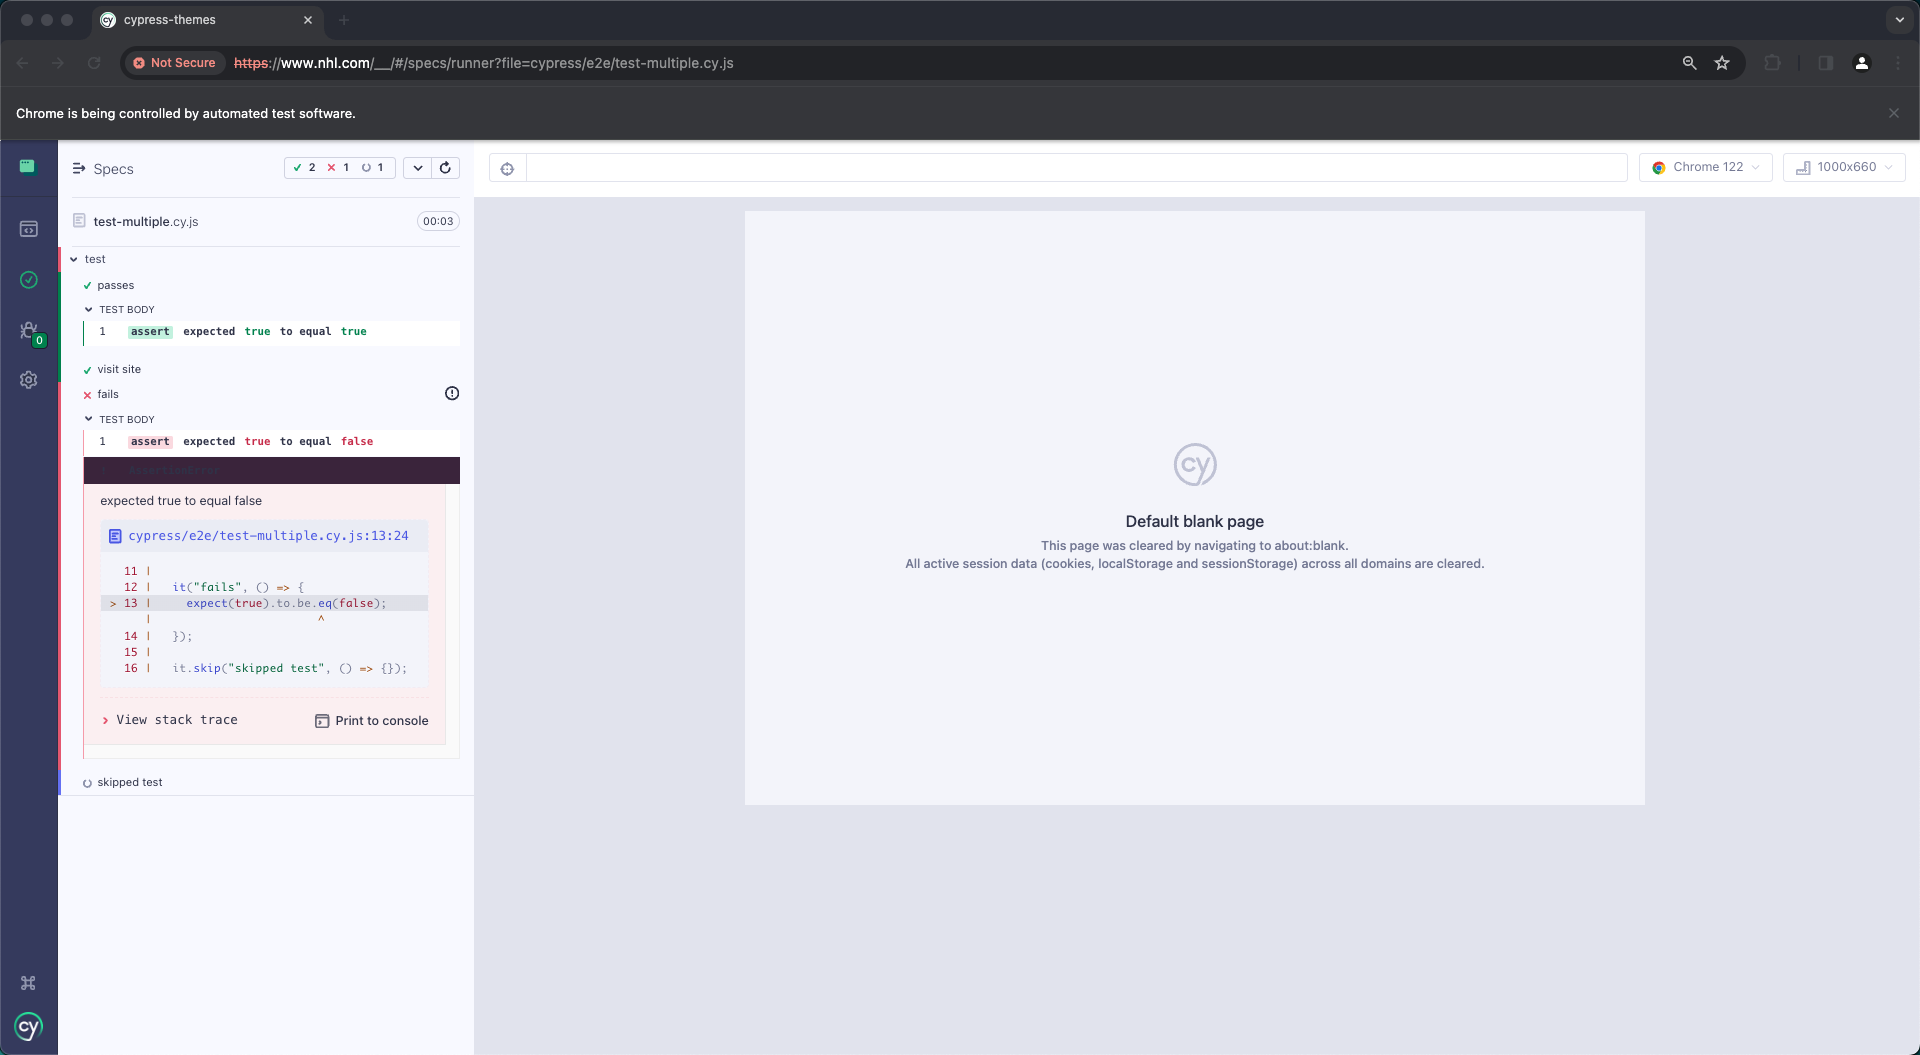 cypress-themes
Not Secure https://www.nhl.com/__/#/specs/runner?file=cypress/e2e/test-multiple.cy.js
Chrome is being controlled by automated test software.
Specs 2 1 1
Chrome 122 1000x660
test-multiple.cy.js 00:03
test
passes
TEST BODY
1 assert expected true to equal true
visit site
fails
TEST BODY
1 assert expected true to equal false
expected true to equal false
cypress/e2e/test-multiple.cy.js:13:24
11 |
12 | it("fails", () => {
> 13 | expect(true).to.be.eq(false);
| ^
14 | });
15 |
16 | it.skip("skipped test", () => {});
View stack trace Print to console
skipped test
0
cy
cy
Default blank page
This page was cleared by navigating to about:blank.
All active session data (cookies, localStorage and sessionStorage) across all domains are cleared.